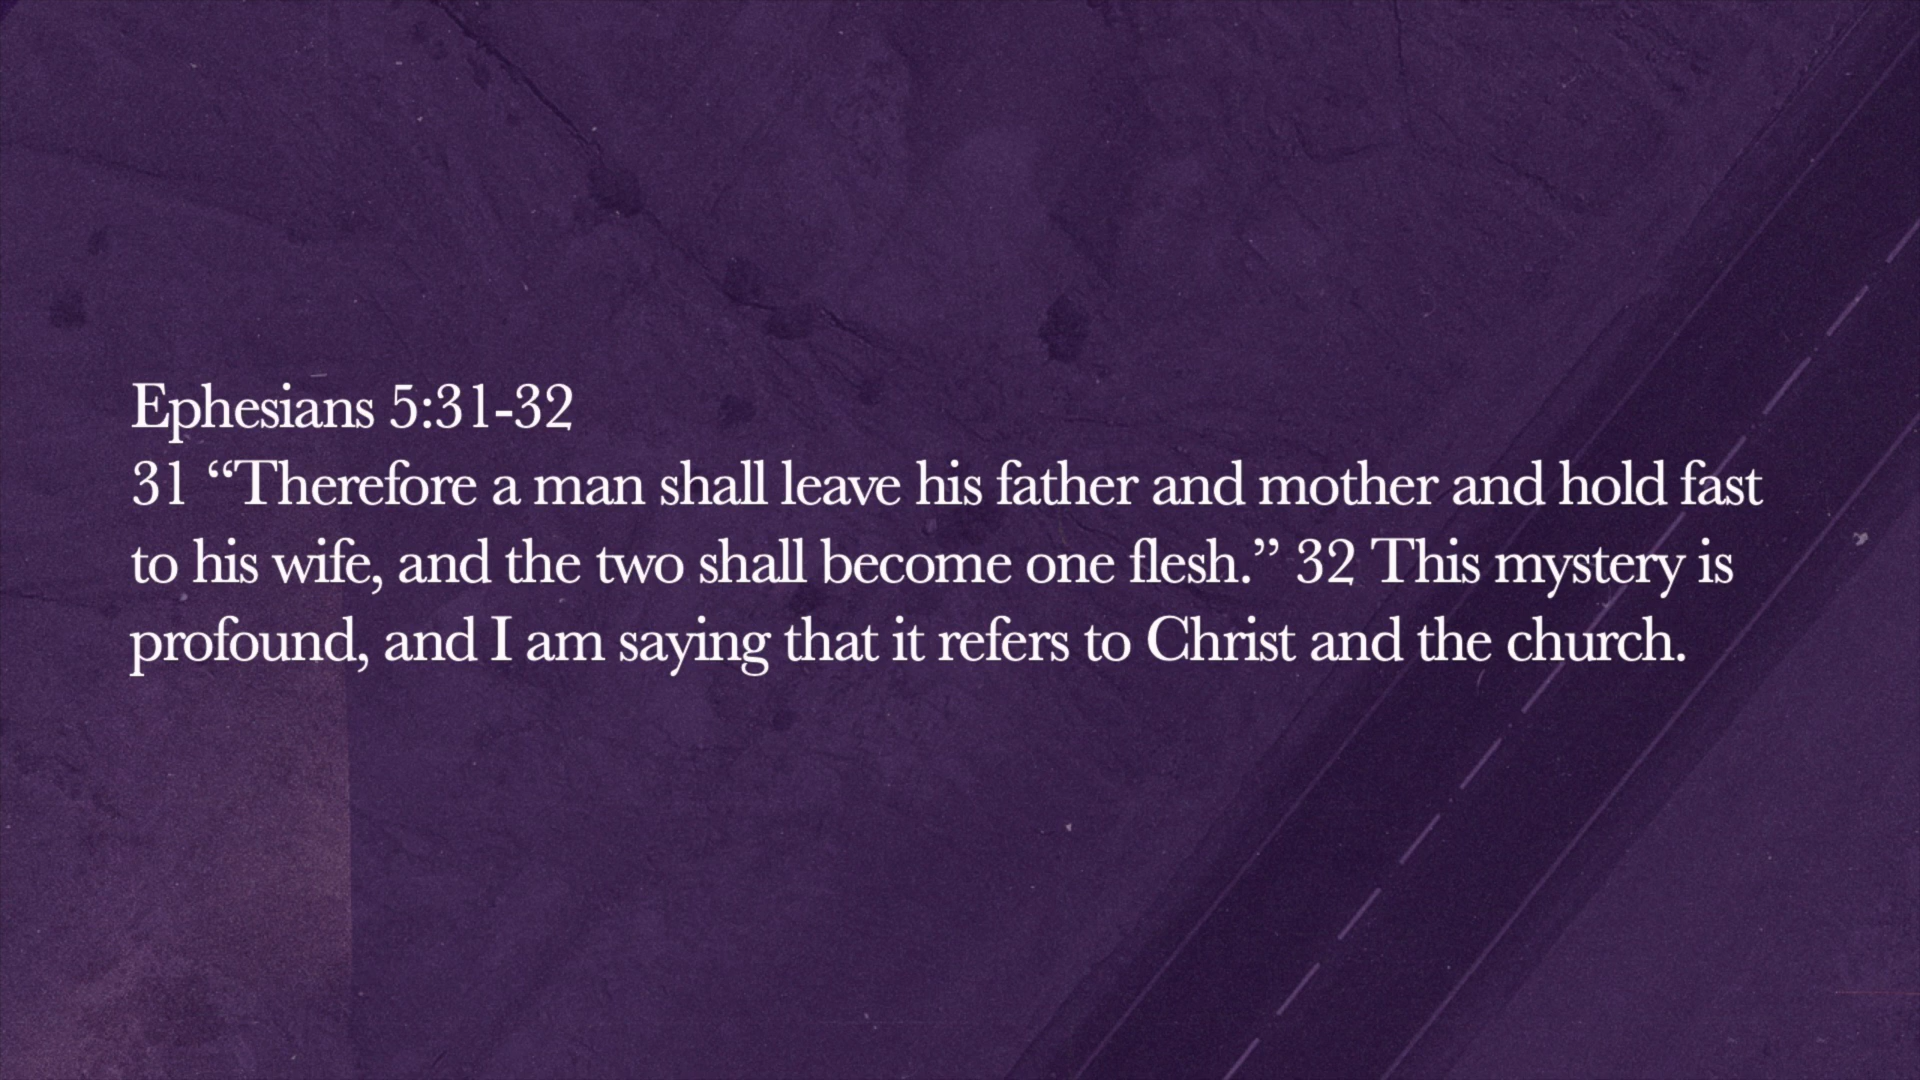 Ephesians 5:31-32
31 “Therefore a man shall leave his father and mother and hold fast
to his wife, and the two shall become one flesh.” 32 This mystery is
profound, and I am saying that it refers to Christ and the church.